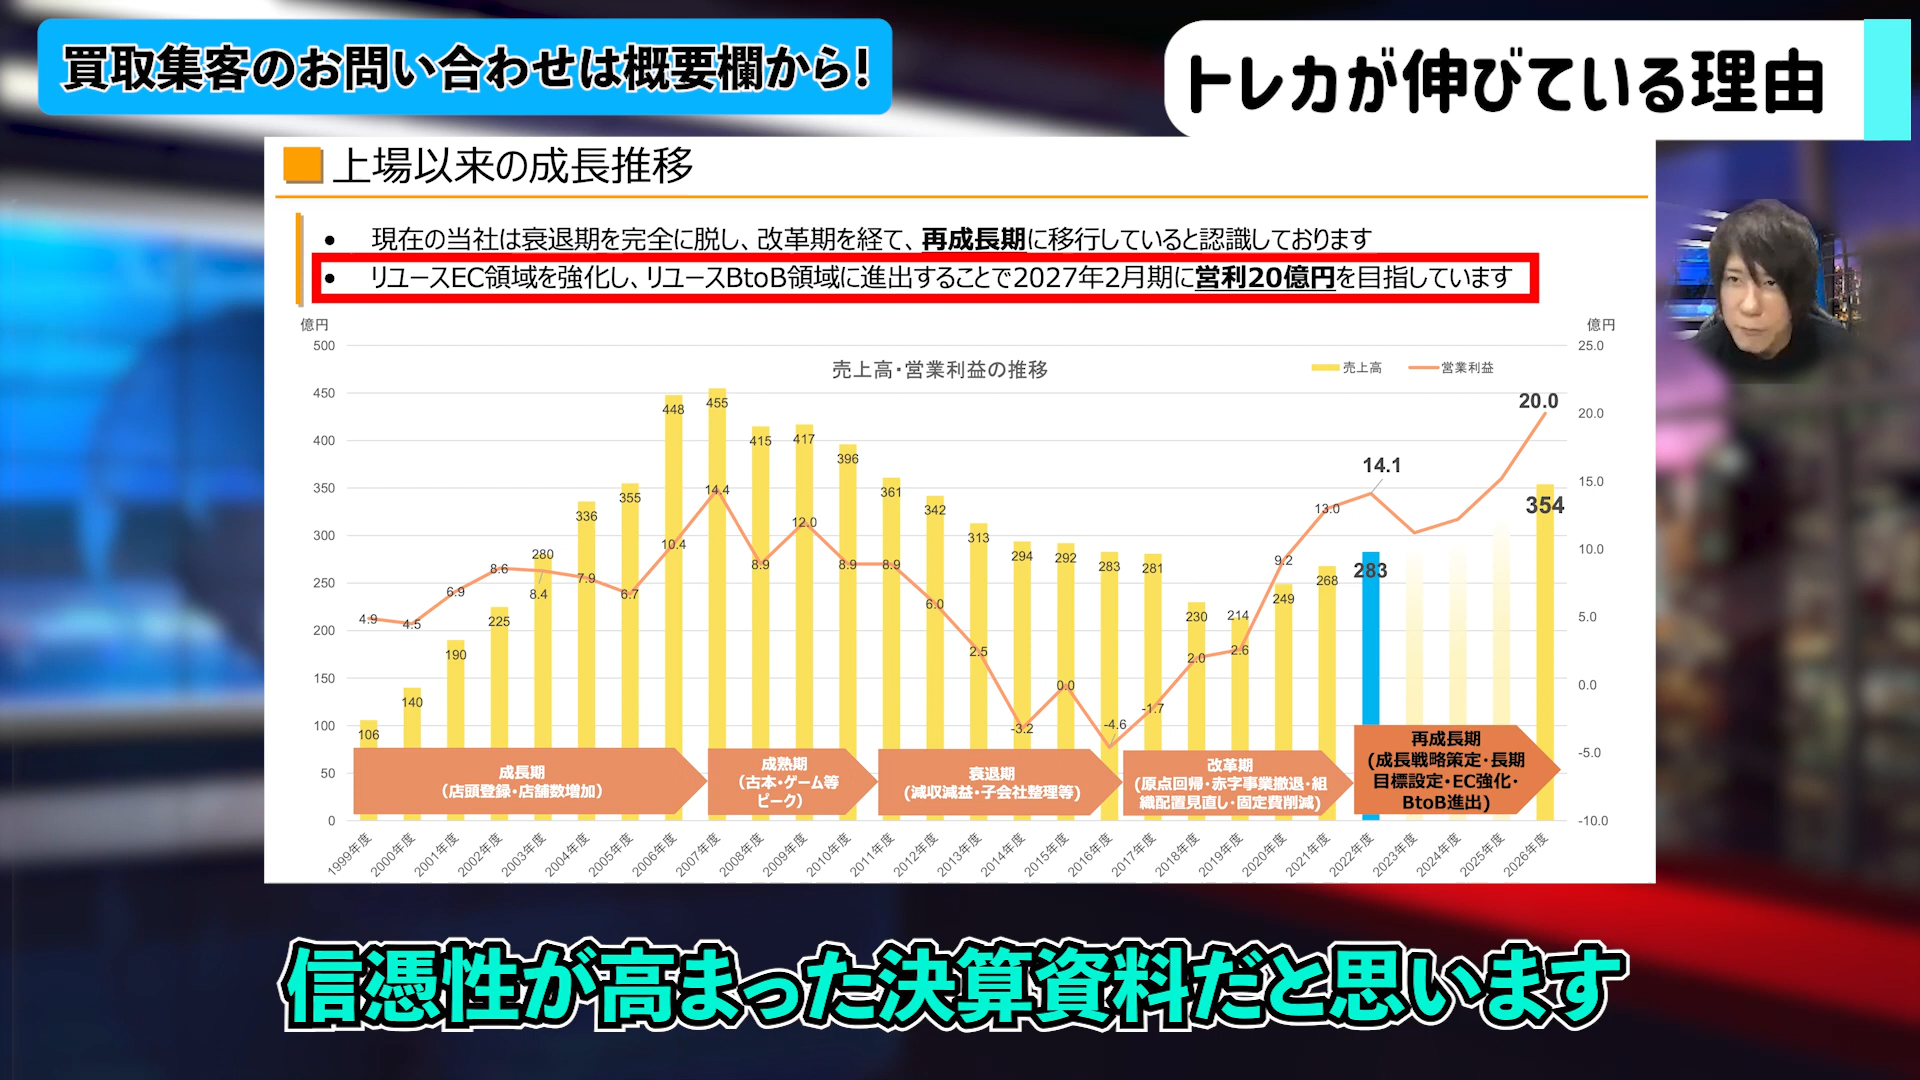 買取集客のお問い合わせは概要欄から!
トレカが伸びている理由
上場以来の成長推移
● 現在の当社は衰退期を完全に脱し、改革期を経て、再成長期に移行していると認識しております
● リユースEC領域を強化し、リユースBtoB領域に進出することで2027年2月期に営利20億円を目指しています
億円
億円
売上高・営業利益の推移
売上高 営業利益
500
450
400
350
300
250
200
150
100
50
0
25.0
20.0
15.0
10.0
5.0
0.0
-5.0
-10.0
106 140 190 225 280 336 355 448 455 415 417 396 361 342 313 294 292 283 281 230 214 249 268 283 354
4.9 4.5 6.9 8.6 8.4 7.9 6.7 10.4 14.4 8.9 12.0 8.9 8.9 6.0 2.5 -3.2 0.0 -4.6 -1.7 2.0 2.6 9.2 13.0 14.1 20.0
成長期
(店頭登録・店舗数増加)
成熟期
(古本・ゲーム等
ピーク)
衰退期
(減収減益・子会社整理等)
改革期
(原点回帰・赤字事業撤退・組
織配置見直し・固定費削減)
再成長期
(成長戦略策定・長期
目標設定・EC強化・
BtoB進出)
1999年度 2000年度 2001年度 2002年度 2003年度 2004年度 2005年度 2006年度 2007年度 2008年度 2009年度 2010年度 2011年度 2012年度 2013年度 2014年度 2015年度 2016年度 2017年度 2018年度 2019年度 2020年度 2021年度 2022年度 2023年度 2024年度 2025年度 2026年度
信憑性が高まった決算資料だと思います